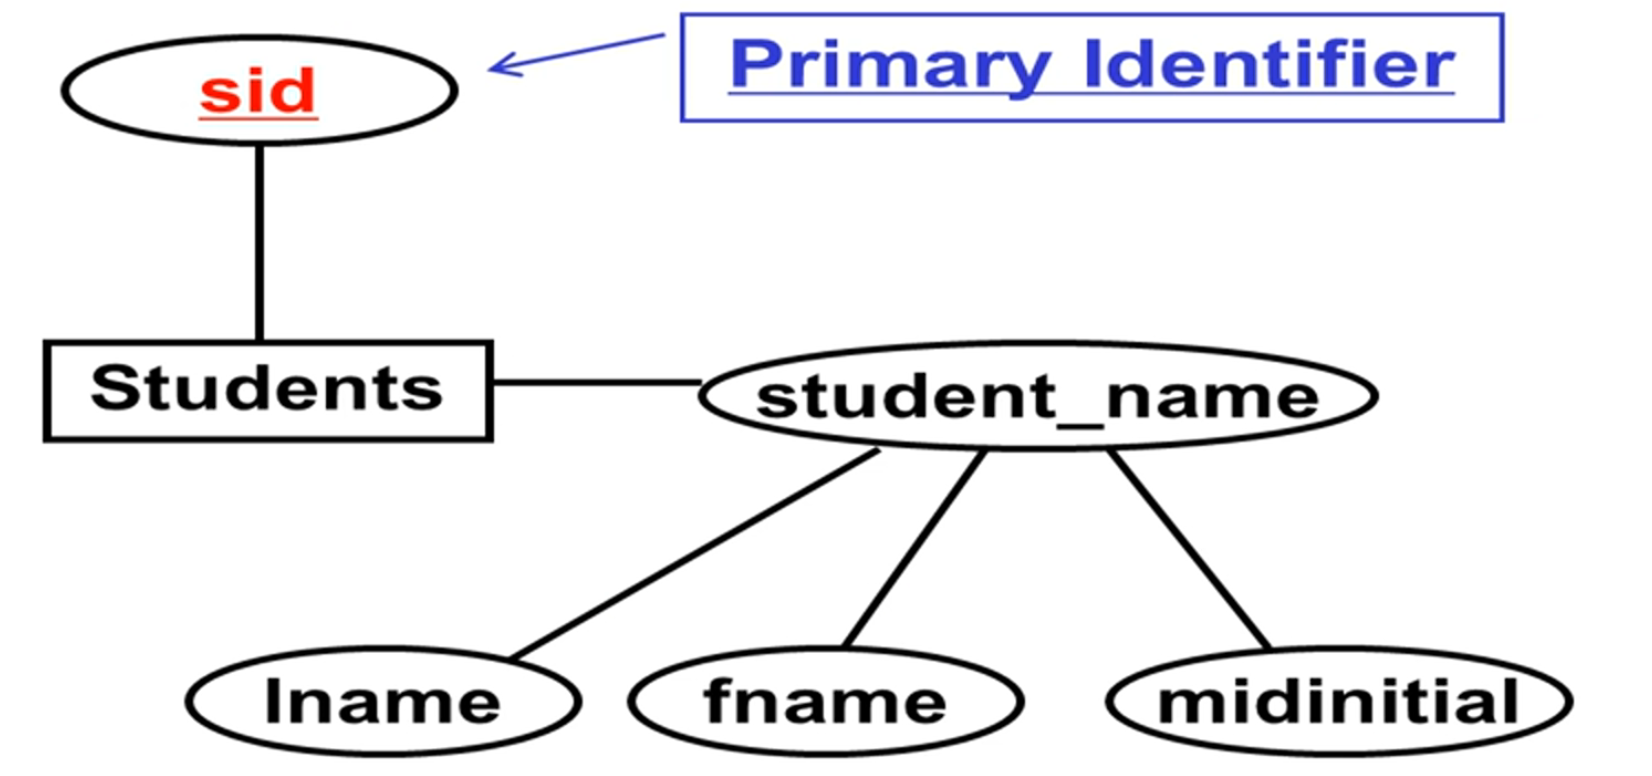 sid
Primary Identifier
Students
student_name
lname
fname
midinitial